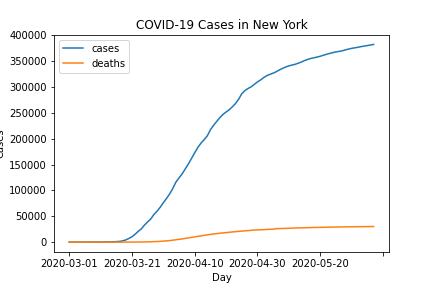 COVID-19 Cases in New York
400000
350000
300000
250000
200000
150000
100000
50000
0
cases
deaths
cases
2020-03-01 2020-03-21 2020-04-10 2020-04-30 2020-05-20
Day